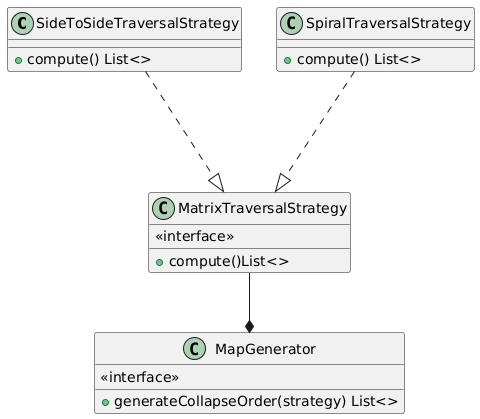 C SideToSideTraversalStrategy
compute() List<>
C SpiralTraversalStrategy
compute() List<>
C MatrixTraversalStrategy
«interface»
compute()List<>
C MapGenerator
«interface»
generateCollapseOrder(strategy) List<>